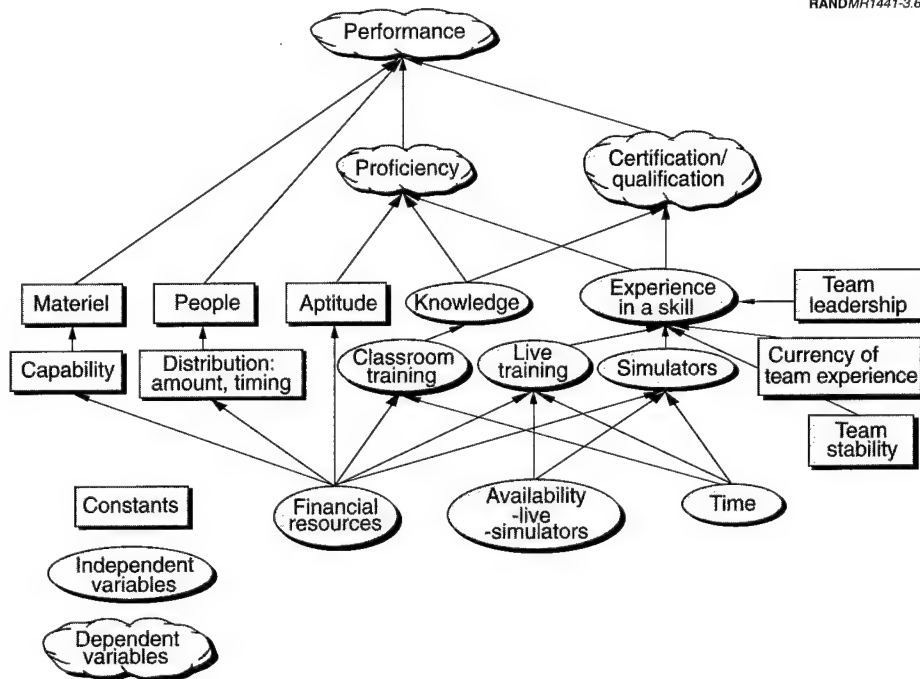 RANDMR1441-3.6
Performance
Proficiency
Certification/
qualification
Materiel
People
Aptitude
Knowledge
Experience
in a skill
Team
leadership
Capability
Distribution:
amount, timing
Classroom
training
Live
training
Simulators
Currency of
team experience
Team
stability
Constants
Financial
resources
Availability
-live
-simulators
Time
Independent
variables
Dependent
variables